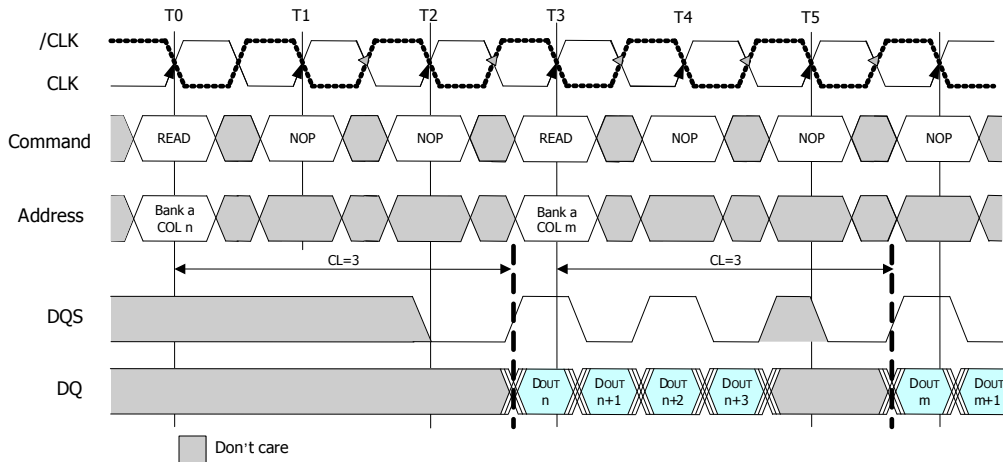 T0 T1 T2 T3 T4 T5
/CLK
CLK
Command READ NOP NOP READ NOP NOP NOP
Address Bank a COL n Bank a COL m
CL=3 CL=3
DQS
DQ DOUT n DOUT n+1 DOUT n+2 DOUT n+3 DOUT m DOUT m+1
Don't care